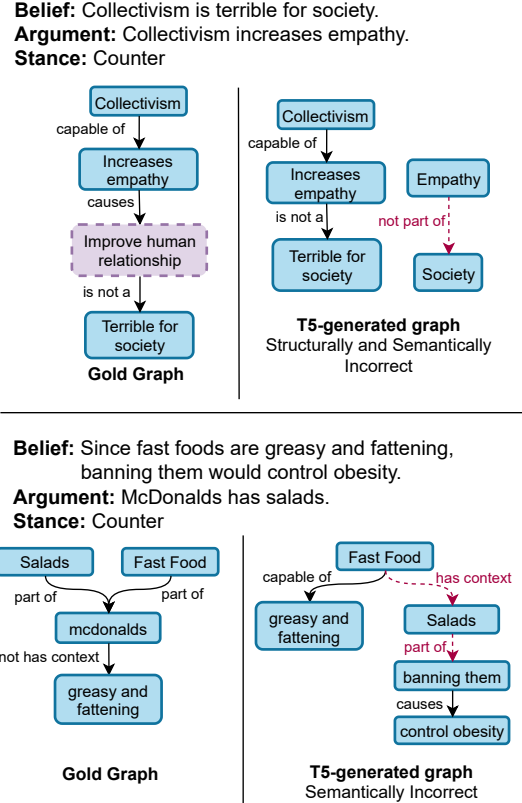 Belief: Collectivism is terrible for society.
Argument: Collectivism increases empathy.
Stance: Counter
Collectivism
capable of
Increases
empathy
causes
Improve human
relationship
is not a
Terrible for
society
Gold Graph
Collectivism
capable of
Increases
empathy
is not a
Terrible for
society
Empathy
not part of
Society
T5-generated graph
Structurally and Semantically
Incorrect
Belief: Since fast foods are greasy and fattening,
banning them would control obesity.
Argument: McDonalds has salads.
Stance: Counter
Salads
Fast Food
part of
part of
mcdonalds
not has context
greasy and
fattening
Gold Graph
Fast Food
capable of
has context
greasy and
fattening
Salads
part of
banning them
causes
control obesity
T5-generated graph
Semantically Incorrect